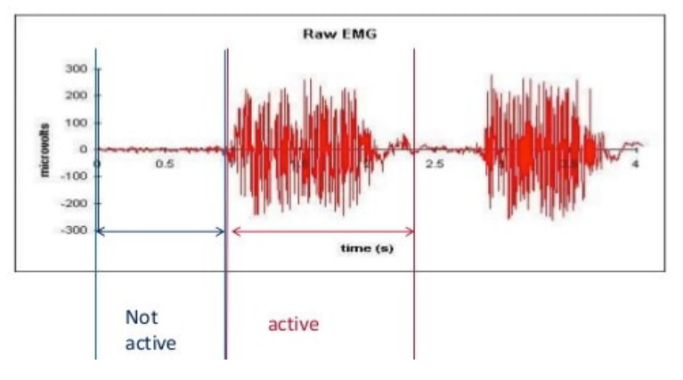 Raw EMG
300
200
100
0
-100
-200
-300
microvolts
0 0.5 2.5 4
time (s)
Not
active
active